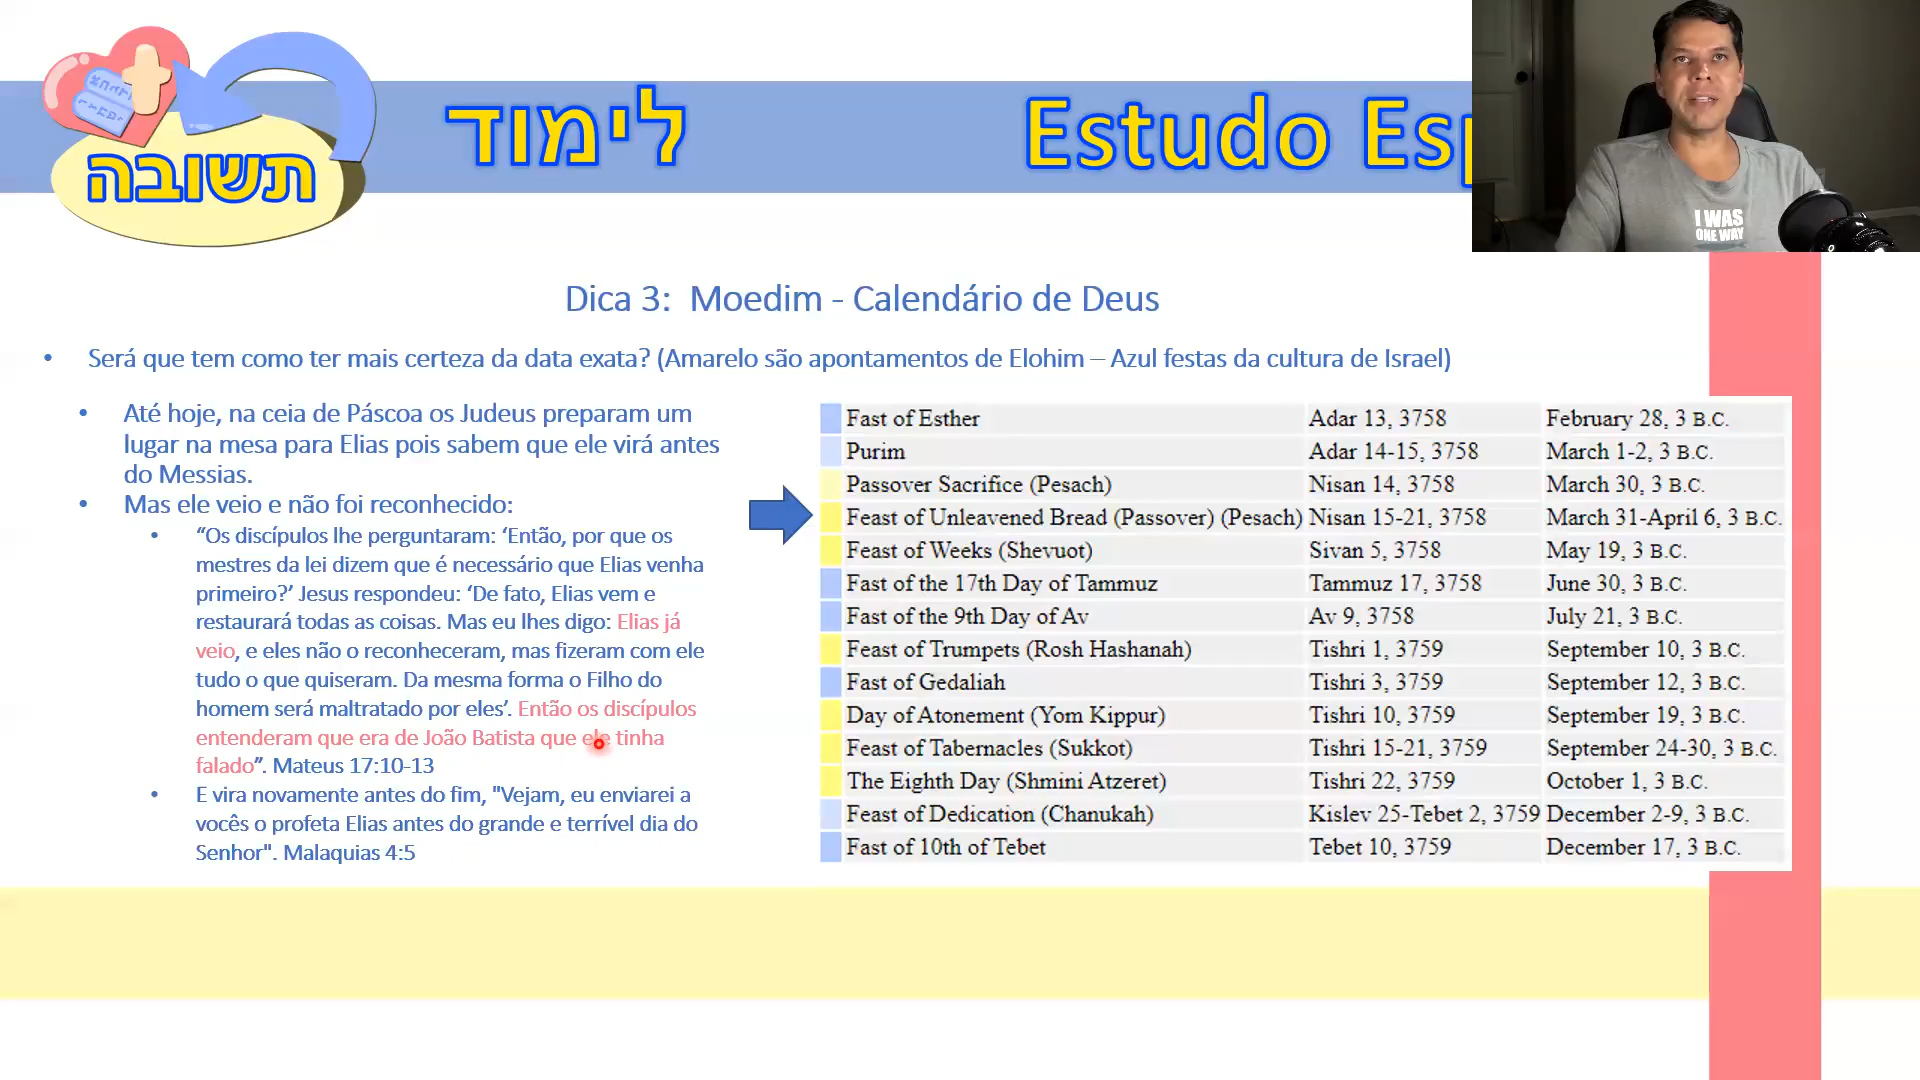 תשובה
לימוד
Estudo Esp
I WAS
ONE WAY
Dica 3: Moedim - Calendário de Deus
• Será que tem como ter mais certeza da data exata? (Amarelo são apontamentos de Elohim – Azul festas da cultura de Israel)
• Até hoje, na ceia de Páscoa os Judeus preparam um
lugar na mesa para Elias pois sabem que ele virá antes
do Messias.
• Mas ele veio e não foi reconhecido:
• “Os discípulos lhe perguntaram: ‘Então, por que os
mestres da lei dizem que é necessário que Elias venha
primeiro?’ Jesus respondeu: ‘De fato, Elias vem e
restaurará todas as coisas. Mas eu lhes digo: Elias já
veio, e eles não o reconheceram, mas fizeram com ele
tudo o que quiseram. Da mesma forma o Filho do
homem será maltratado por eles’. Então os discípulos
entenderam que era de João Batista que ele tinha
falado”. Mateus 17:10-13
• E vira novamente antes do fim, "Vejam, eu enviarei a
vocês o profeta Elias antes do grande e terrível dia do
Senhor". Malaquias 4:5
Fast of Esther Adar 13, 3758 February 28, 3 B.C.
Purim Adar 14-15, 3758 March 1-2, 3 B.C.
Passover Sacrifice (Pesach) Nisan 14, 3758 March 30, 3 B.C.
Feast of Unleavened Bread (Passover) (Pesach) Nisan 15-21, 3758 March 31-April 6, 3 B.C.
Feast of Weeks (Shevuot) Sivan 5, 3758 May 19, 3 B.C.
Fast of the 17th Day of Tammuz Tammuz 17, 3758 June 30, 3 B.C.
Fast of the 9th Day of Av Av 9, 3758 July 21, 3 B.C.
Feast of Trumpets (Rosh Hashanah) Tishri 1, 3759 September 10, 3 B.C.
Fast of Gedaliah Tishri 3, 3759 September 12, 3 B.C.
Day of Atonement (Yom Kippur) Tishri 10, 3759 September 19, 3 B.C.
Feast of Tabernacles (Sukkot) Tishri 15-21, 3759 September 24-30, 3 B.C.
The Eighth Day (Shmini Atzeret) Tishri 22, 3759 October 1, 3 B.C.
Feast of Dedication (Chanukah) Kislev 25-Tebet 2, 3759 December 2-9, 3 B.C.
Fast of 10th of Tebet Tebet 10, 3759 December 17, 3 B.C.